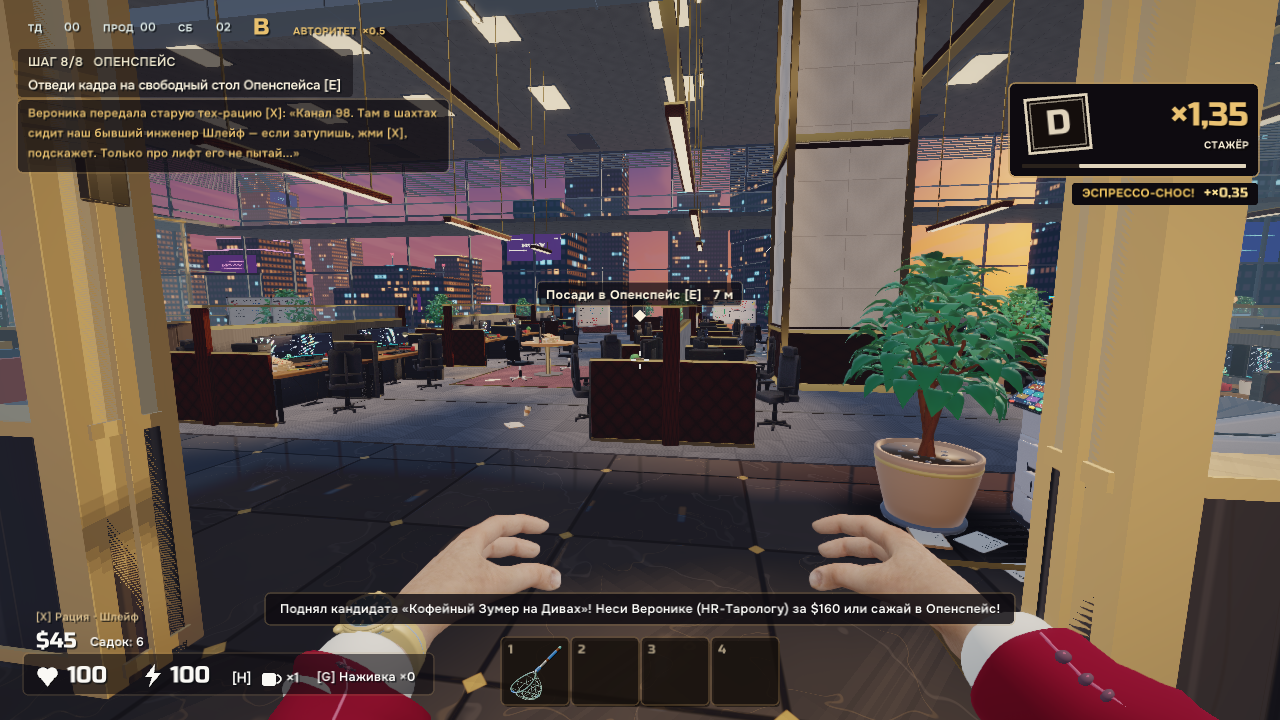 ТД 00 ПРОД 00 СБ 02 B АВТОРИТЕТ ×0.5
ШАГ 8/8 ОПЕНСПЕЙС
Отведи кадра на свободный стол Опенспейса [E]
Вероника передала старую тех-рацию [X]: «Канал 98. Там в шахтах
сидит наш бывший инженер Шлейф — если затупишь, жми [X],
подскажет. Только про лифт его не пытай...»
D
×1,35
СТАЖЁР
ЭСПРЕССО-СНОС! +×0,35
Посади в Опенспейс [E] 7 м
Поднял кандидата «Кофейный Зумер на Дивах»! Неси Веронике (HR-Тарологу) за $160 или сажай в Опенспейс!
[X] Рация · Шлейф
$45 Садок: 6
100 100 [H] ×1 [G] Наживка ×0
1 2 3 4